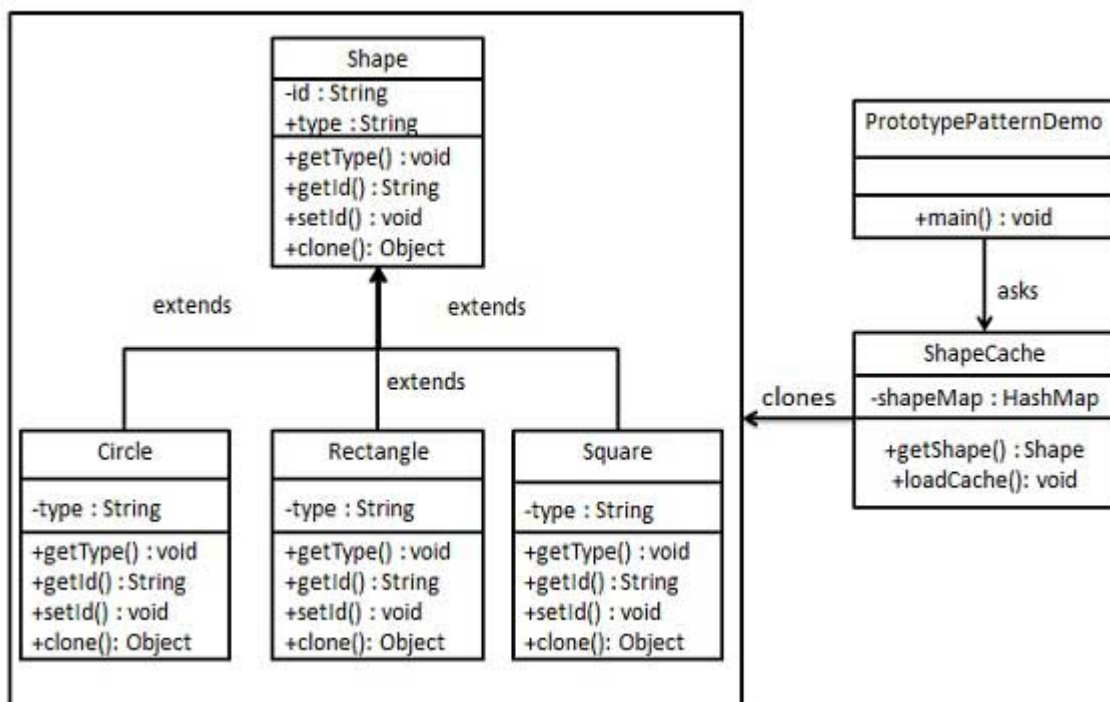 Shape
-id : String
+type : String
+getType() : void
+getId() : String
+setId() : void
+clone(): Object
extends
extends
extends
Circle
-type : String
+getType() : void
+getId() : String
+setId() : void
+clone(): Object
Rectangle
-type : String
+getType() : void
+getId() : String
+setId() : void
+clone(): Object
Square
-type : String
+getType() : void
+getId() : String
+setId() : void
+clone(): Object
PrototypePatternDemo
+main() : void
asks
ShapeCache
-shapeMap : HashMap
+getShape() : Shape
+loadCache(): void
clones